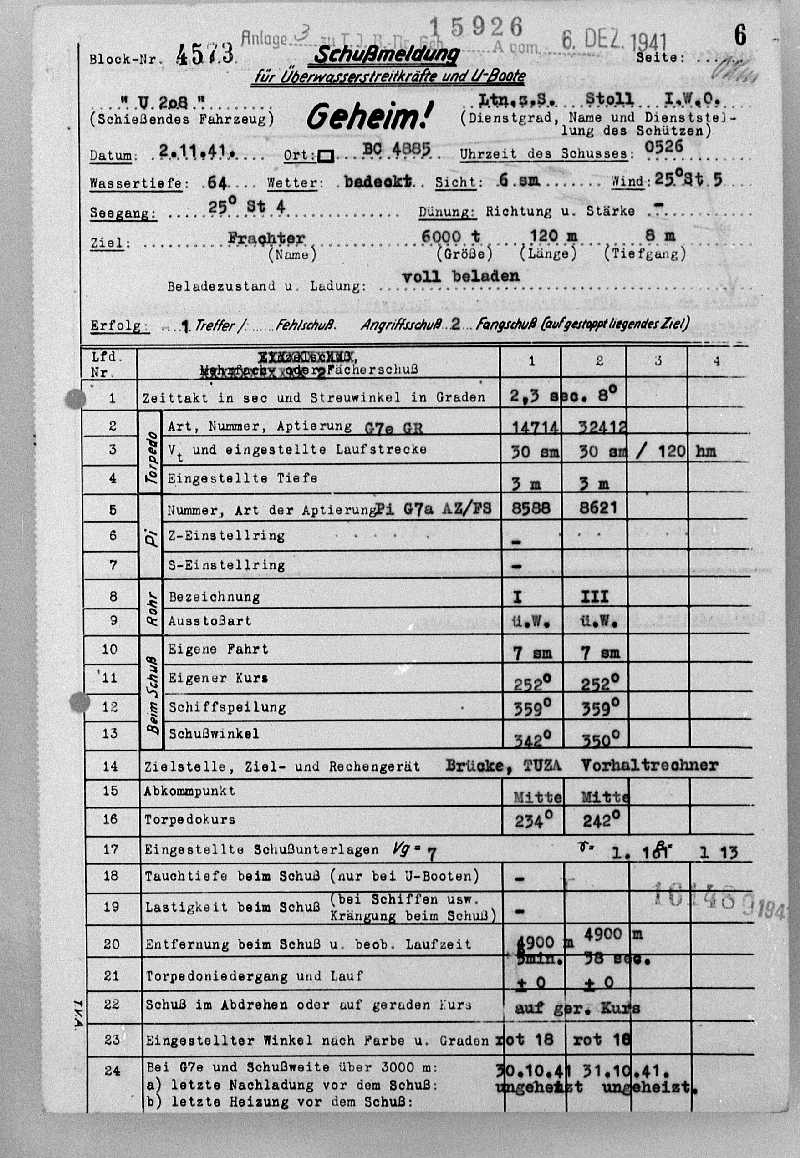 15926
Anlage 3 zu
A vom 6. DEZ. 1941
6
Block-Nr. 4573
Schußmeldung
Seite:
für Überwasserstreitkräfte und U-Boote
"U 208"
(Schießendes Fahrzeug)
Geheim!
Ltn.z.S. Stoll I.W.O.
(Dienstgrad, Name und Dienststel-
lung des Schützen)
Datum: 2.11.41. Ort: BC 4885 Uhrzeit des Schusses: 0526
Wassertiefe: 64 Wetter: bedeckt Sicht: 6 sm Wind: 25° St 5
Seegang: 25° St 4 Dünung: Richtung u. Stärke -
Ziel: Frachter 6000 t 120 m 8 m
(Name) (Größe) (Länge) (Tiefgang)
Beladezustand u. Ladung: voll beladen
Erfolg: 1 Treffer / Fehlschuß. Angriffsschuß 2 Fangschuß (auf gestoppt liegendes Ziel)
Lfd. Nr. Einzelschuß, Mehrfach- oder Fächerschuß 1 2 3 4
1 Zeittakt in sec und Streuwinkel in Graden 2,3 sec. 8°
Torpedo
2 Art, Nummer, Aptierung G7e GR 14714 32412
3 Vt und eingestellte Laufstrecke 30 sm 30 sm / 120 hm
4 Eingestellte Tiefe 3 m 3 m
Pi
5 Nummer, Art der Aptierung Pi G7a AZ/FS 8588 8621
6 Z-Einstellring -
7 S-Einstellring -
Rohr
8 Bezeichnung I III
9 Ausstoßart ü.W. ü.W.
Beim Schuß
10 Eigene Fahrt 7 sm 7 sm
11 Eigener Kurs 252° 252°
12 Schiffspeilung 359° 359°
13 Schußwinkel 342° 350°
14 Zielstelle, Ziel- und Rechengerät Brücke, TUZA Vorhaltrechner
15 Abkommpunkt Mitte Mitte
16 Torpedokurs 234° 242°
17 Eingestellte Schußunterlagen Vg = 7 l. 13
18 Tauchtiefe beim Schuß (nur bei U-Booten) -
19 Lastigkeit beim Schuß (bei Schiffen usw. Krängung beim Schuß) -
1941
20 Entfernung beim Schuß u. beob. Laufzeit 4900 m 4900 m
5min. 38 sec.
21 Torpedoniedergang und Lauf ± 0 ± 0
22 Schuß im Abdrehen oder auf geraden Kurs auf ger. Kurs
23 Eingestellter Winkel nach Farbe u. Graden rot 18 rot 18
24 Bei G7e und Schußweite über 3000 m:
a) letzte Nachladung vor dem Schuß: 30.10.41 31.10.41.
b) letzte Heizung vor dem Schuß: ungeheizt ungeheizt.
T.V.A.